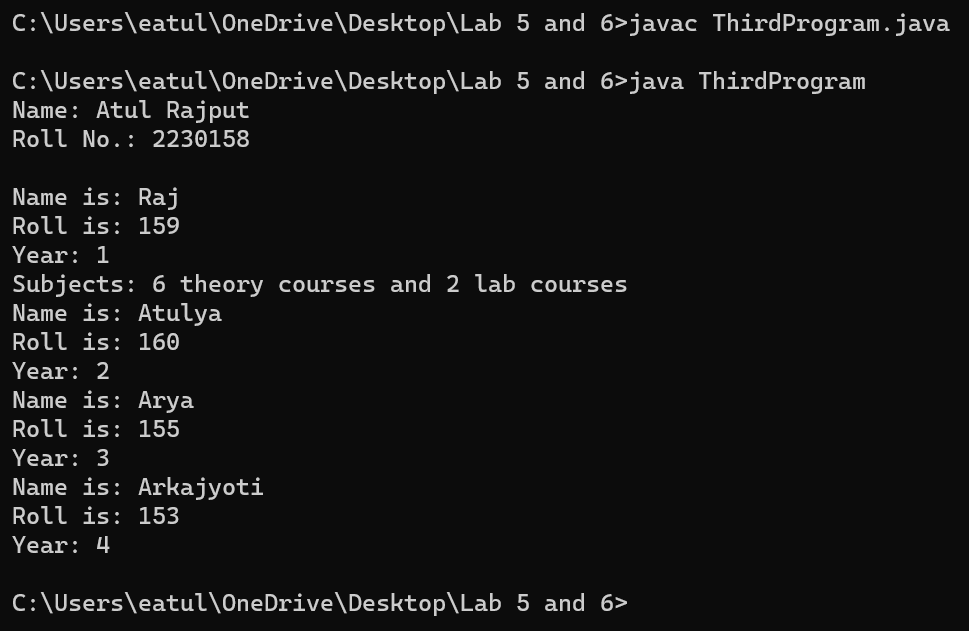 C:\Users\eatul\OneDrive\Desktop\Lab 5 and 6>javac ThirdProgram.java
C:\Users\eatul\OneDrive\Desktop\Lab 5 and 6>java ThirdProgram
Name: Atul Rajput
Roll No.: 2230158
Name is: Raj
Roll is: 159
Year: 1
Subjects: 6 theory courses and 2 lab courses
Name is: Atulya
Roll is: 160
Year: 2
Name is: Arya
Roll is: 155
Year: 3
Name is: Arkajyoti
Roll is: 153
Year: 4
C:\Users\eatul\OneDrive\Desktop\Lab 5 and 6>